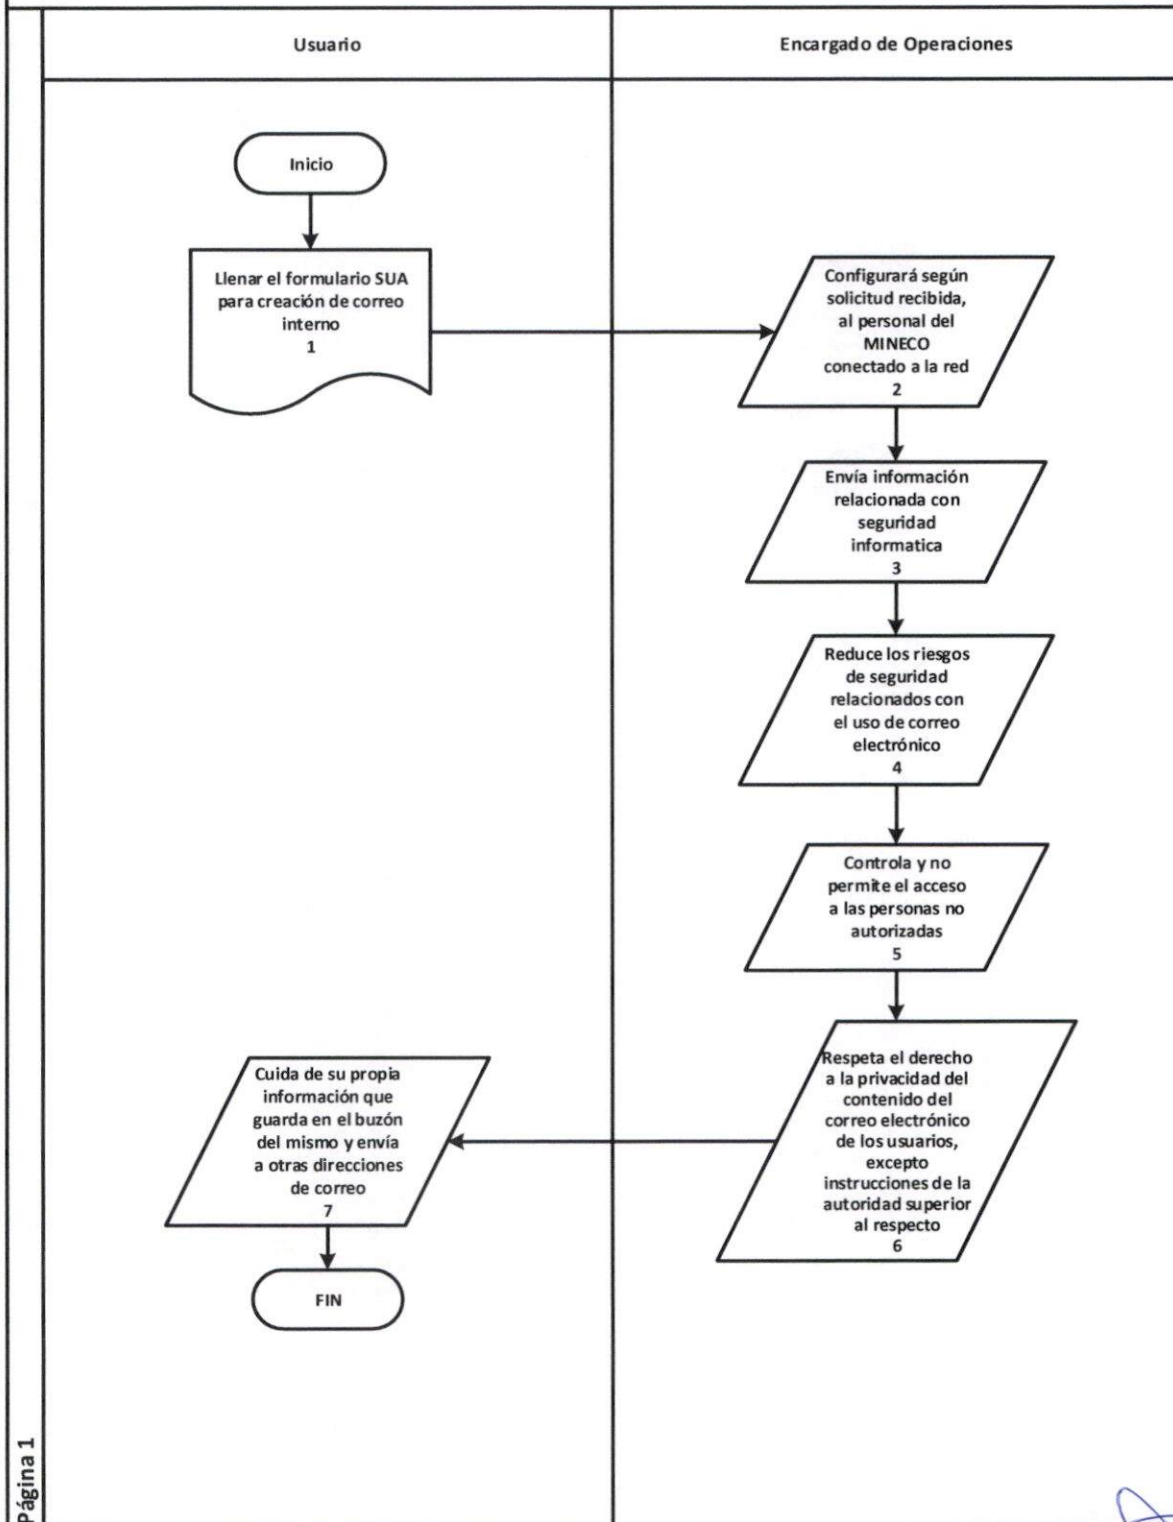 Usuario
Encargado de Operaciones
Inicio
Llenar el formulario SUA
para creación de correo
interno
1
Configurará según
solicitud recibida,
al personal del
MINECO
conectado a la red
2
Envía información
relacionada con
seguridad
informatica
3
Reduce los riesgos
de seguridad
relacionados con
el uso de correo
electrónico
4
Controla y no
permite el acceso
a las personas no
autorizadas
5
Respeta el derecho
a la privacidad del
contenido del
correo electrónico
de los usuarios,
excepto
instrucciones de la
autoridad superior
al respecto
6
Cuida de su propia
información que
guarda en el buzón
del mismo y envía
a otras direcciones
de correo
7
FIN
Página 1